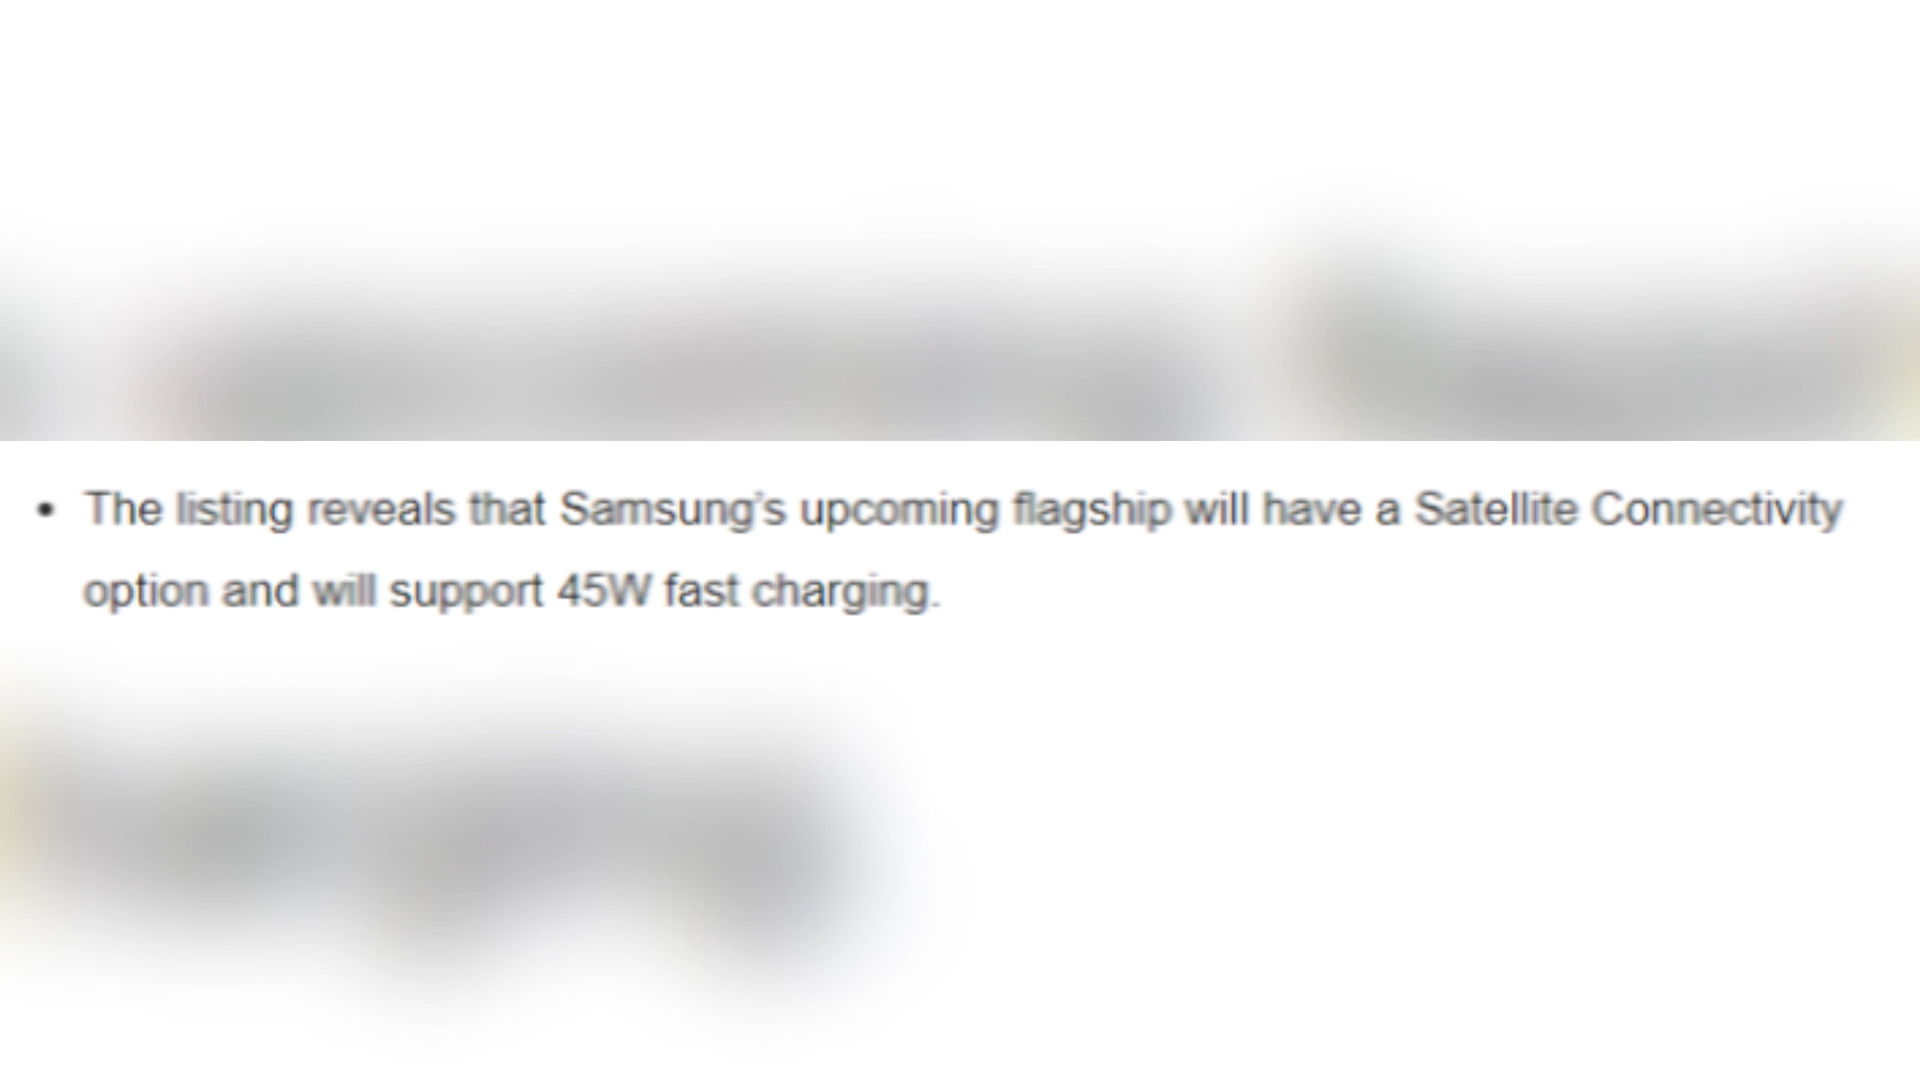 • The listing reveals that Samsung's upcoming flagship will have a Satellite Connectivity
option and will support 45W fast charging.